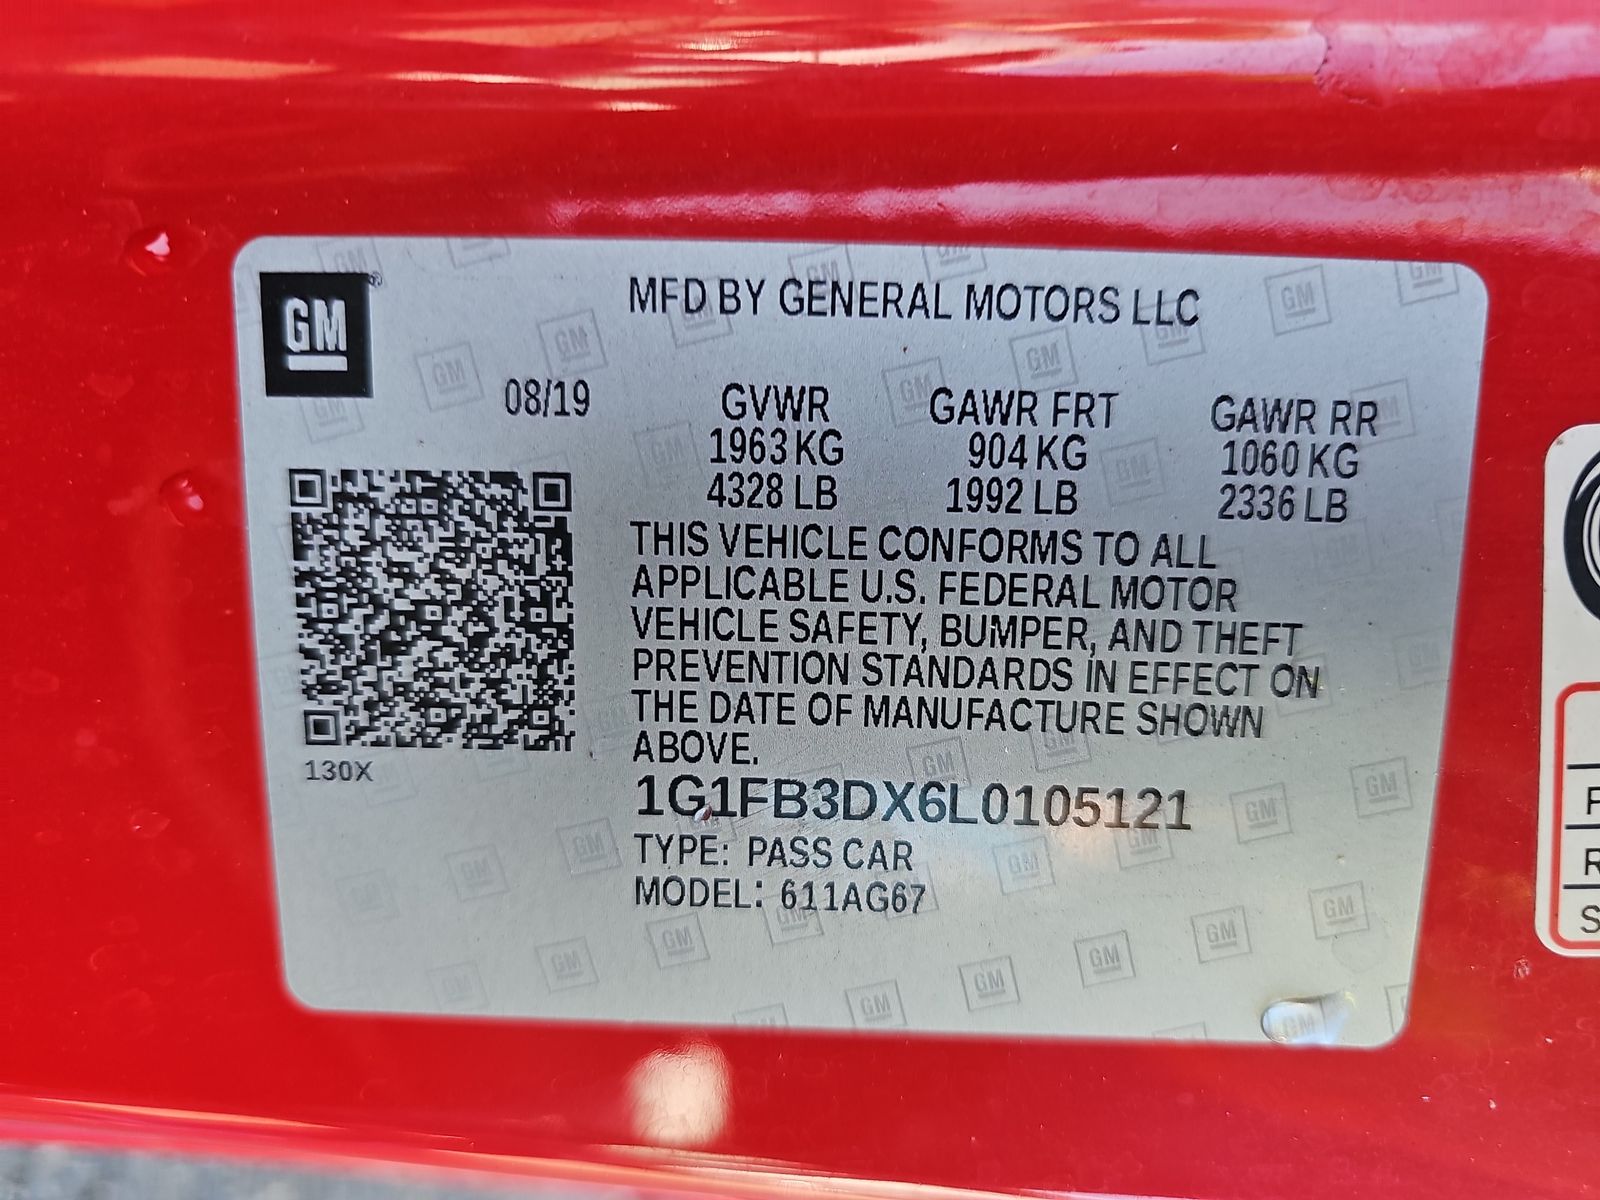 GM
MFD BY GENERAL MOTORS LLC
08/19
GVWR GAWR FRT GAWR RR
1963 KG 904 KG 1060 KG
4328 LB 1992 LB 2336 LB
THIS VEHICLE CONFORMS TO ALL
APPLICABLE U.S. FEDERAL MOTOR
VEHICLE SAFETY, BUMPER, AND THEFT
PREVENTION STANDARDS IN EFFECT ON
THE DATE OF MANUFACTURE SHOWN
ABOVE.
130X
1G1FB3DX6L0105121
TYPE: PASS CAR
MODEL: 611AG67